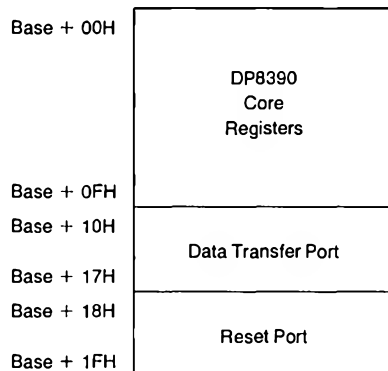 Base + 00H
DP8390
Core
Registers
Base + 0FH
Base + 10H
Data Transfer Port
Base + 17H
Base + 18H
Reset Port
Base + 1FH